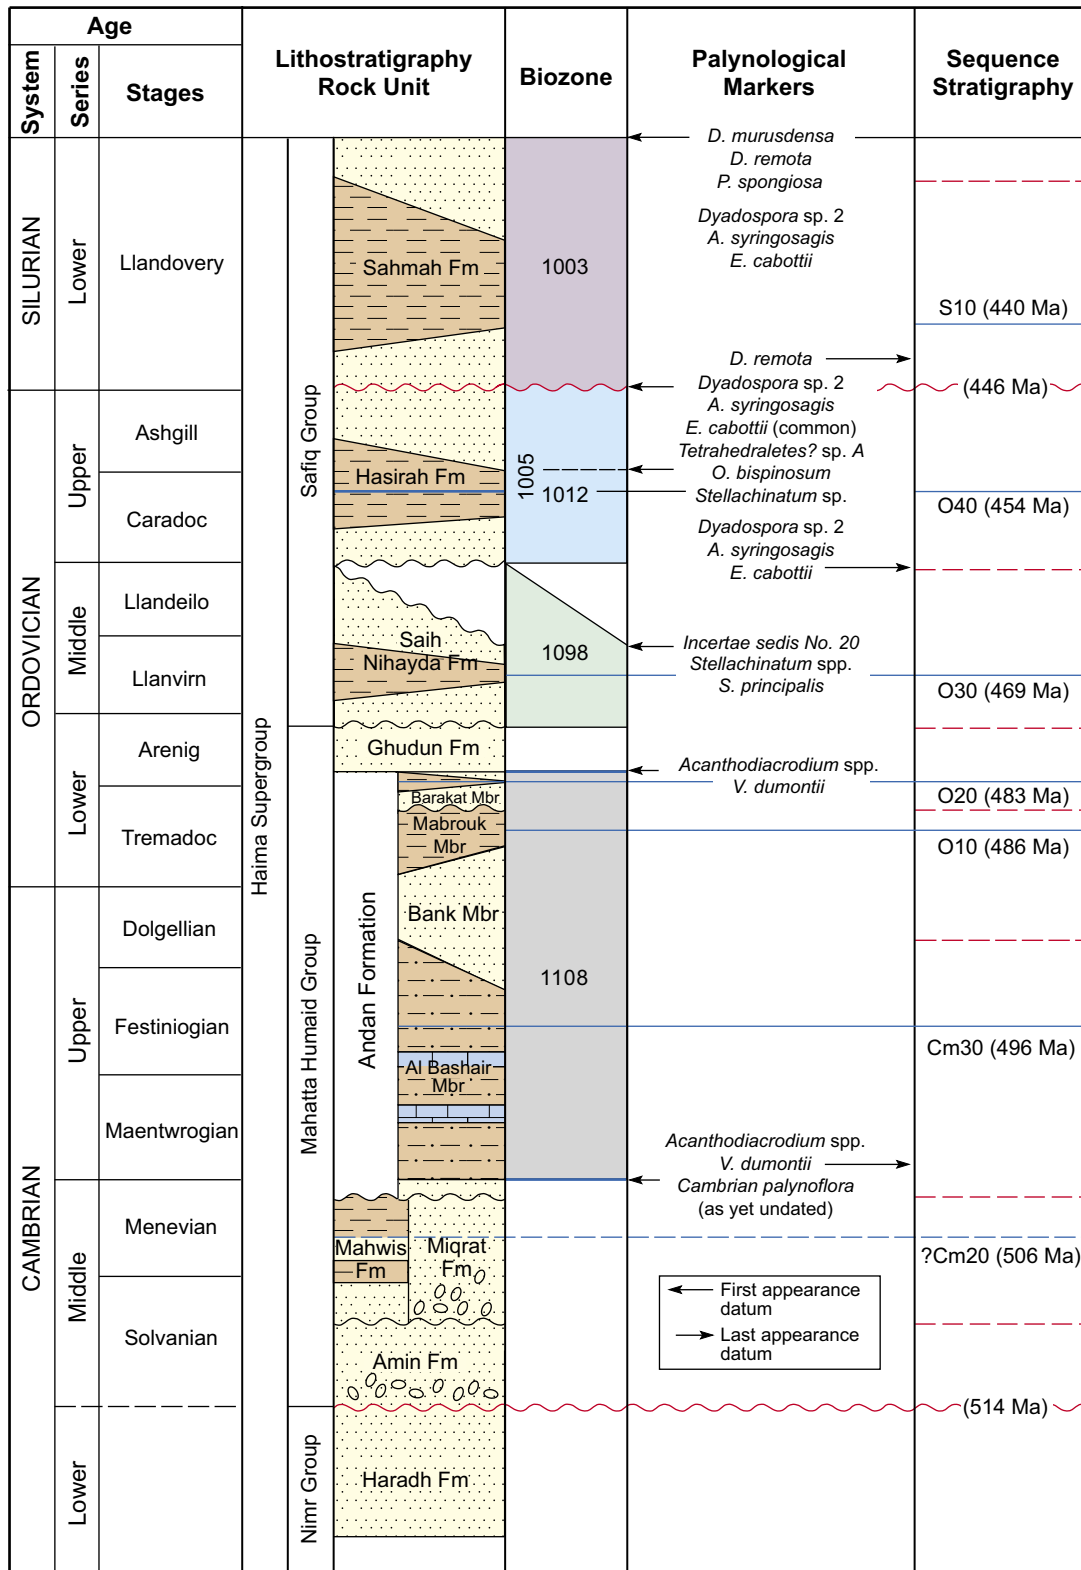 Age
System
Series
Stages
Lithostratigraphy
Rock Unit
Biozone
Palynological
Markers
Sequence
Stratigraphy
SILURIAN
ORDOVICIAN
CAMBRIAN
Lower
Upper
Middle
Lower
Upper
Middle
Lower
Llandovery
Ashgill
Caradoc
Llandeilo
Llanvirn
Arenig
Tremadoc
Dolgellian
Festiniogian
Maentwrogian
Menevian
Solvanian
Haima Supergroup
Safiq Group
Mahatta Humaid Group
Nimr Group
Sahmah Fm
Hasirah Fm
Saih
Nihayda Fm
Ghudun Fm
Andan Formation
Barakat Mbr
Mabrouk
Mbr
Bank Mbr
Al Bashair
Mbr
Mahwis
Fm
Miqrat
Fm
Amin Fm
Haradh Fm
1003
1005
1012
1098
1108
D. murusdensa
D. remota
P. spongiosa
Dyadospora sp. 2
A. syringosagis
E. cabottii
D. remota
Dyadospora sp. 2
A. syringosagis
E. cabottii (common)
Tetrahedraletes? sp. A
O. bispinosum
Stellachinatum sp.
Dyadospora sp. 2
A. syringosagis
E. cabottii
Incertae sedis No. 20
Stellachinatum spp.
S. principalis
Acanthodiacrodium spp.
V. dumontii
Acanthodiacrodium spp.
V. dumontii
Cambrian palynoflora
(as yet undated)
First appearance
datum
Last appearance
datum
S10 (440 Ma)
(446 Ma)
O40 (454 Ma)
O30 (469 Ma)
O20 (483 Ma)
O10 (486 Ma)
Cm30 (496 Ma)
?Cm20 (506 Ma)
(514 Ma)